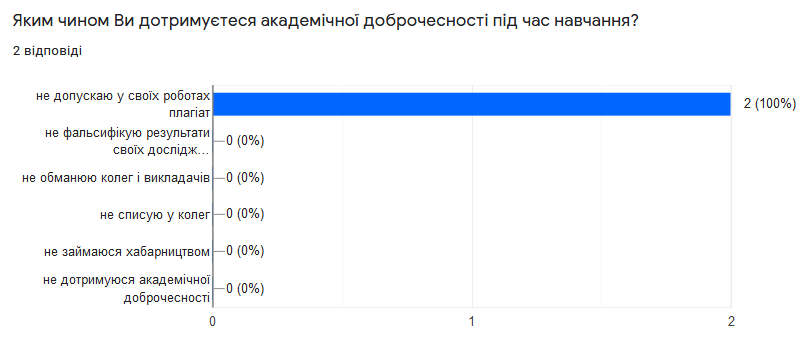 Яким чином Ви дотримуєтеся академічної доброчесності під час навчання?
2 відповіді
не допускаю у своїх роботах
плагіат
2 (100%)
не фальсифікую результати
своїх дослідж…
0 (0%)
не обманюю колег і викладачів
0 (0%)
не списую у колег
0 (0%)
не займаюся хабарництвом
0 (0%)
не дотримуюся академічної
доброчесності
0 (0%)
0
1
2